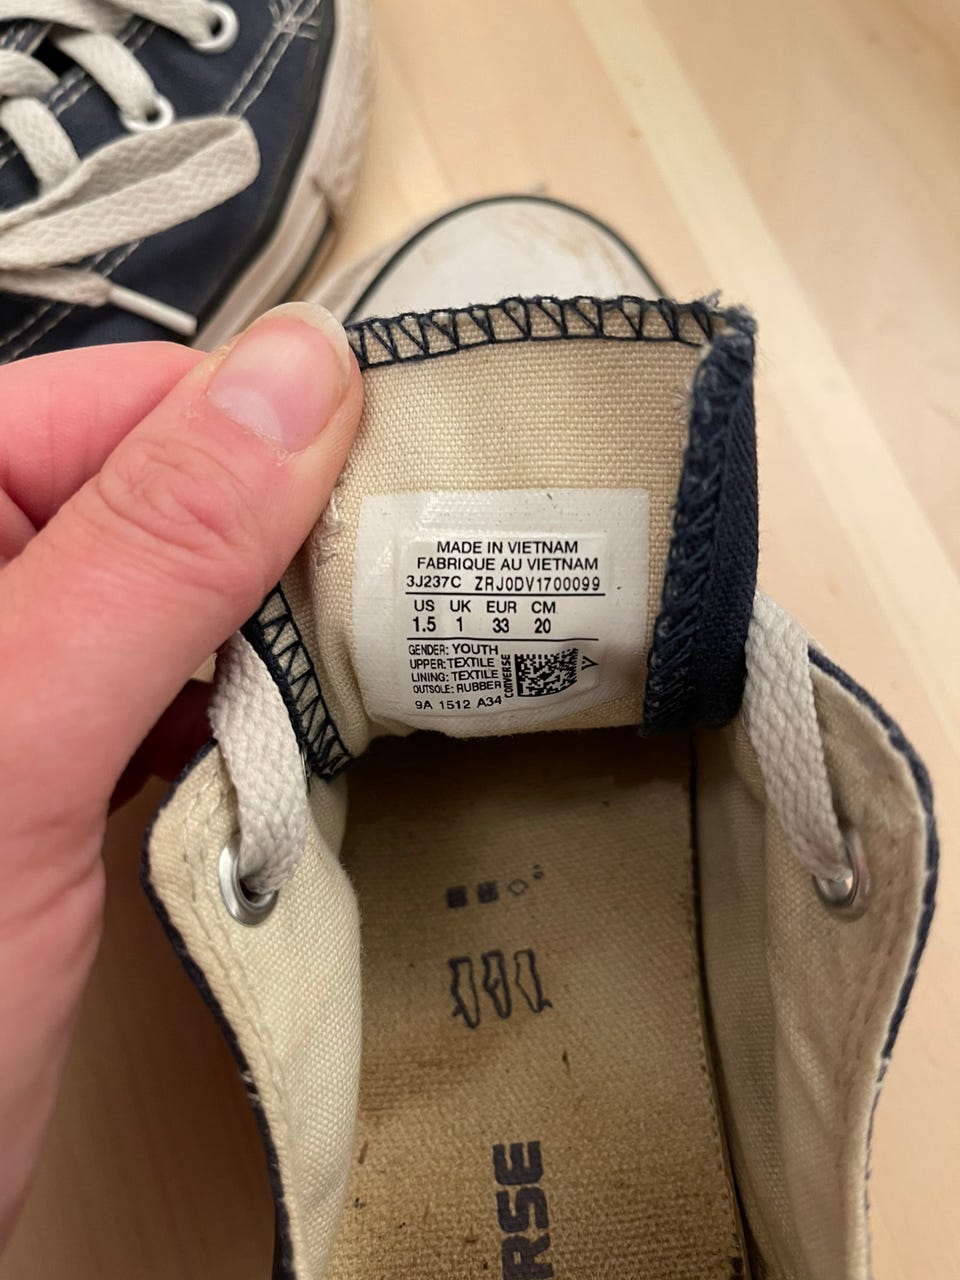 MADE IN VIETNAM
FABRIQUE AU VIETNAM
3J237C ZRJ0DV1700099
US UK EUR CM
1.5 1 33 20
GENDER: YOUTH
UPPER: TEXTILE
LINING: TEXTILE
OUTSOLE: RUBBER
CONVERSE
9A 1512 A34
RSE